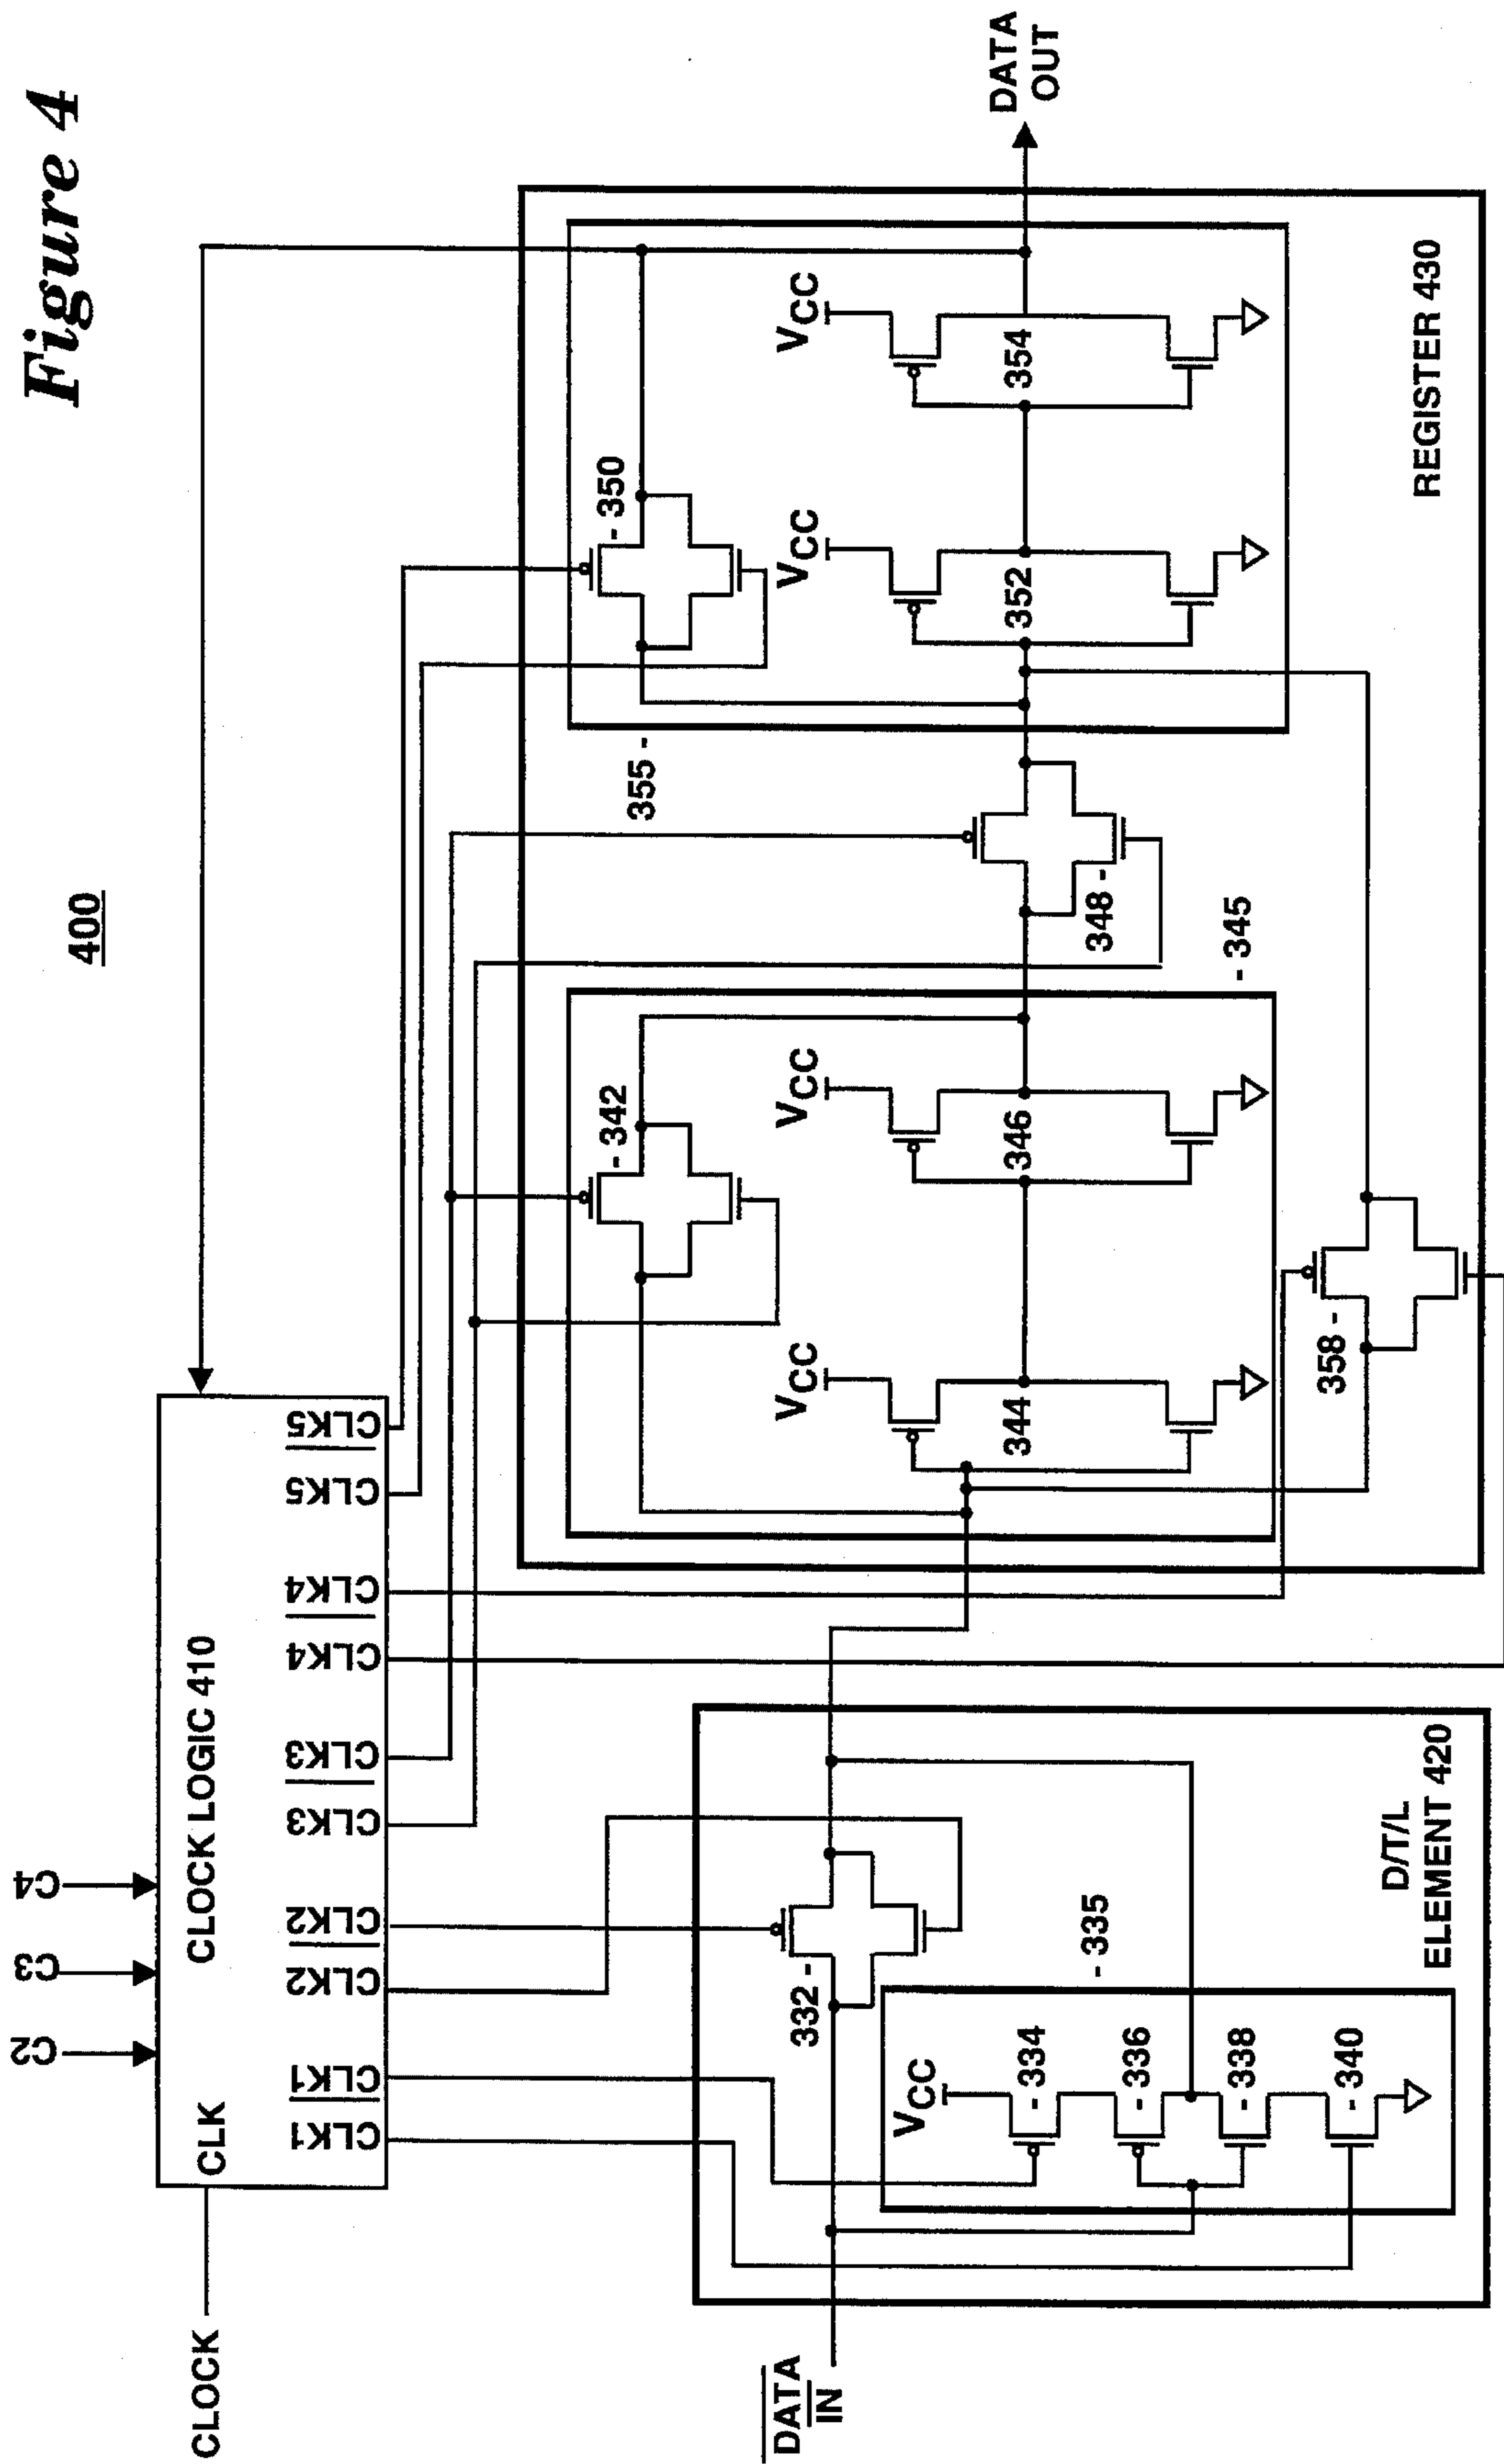 Figure 4
400
C2
C3
C4
CLOCK
CLK
CLOCK LOGIC 410
CLK1
CLK1
CLK2
CLK2
CLK3
CLK3
CLK4
CLK4
CLK5
CLK5
DATA
IN
332 -
- 335
VCC
- 334
- 336
- 338
- 340
D/T/L
ELEMENT 420
- 342
VCC
344
VCC
346
- 345
348 -
358 -
355 -
- 350
VCC
352
VCC
354
REGISTER 430
DATA
OUT